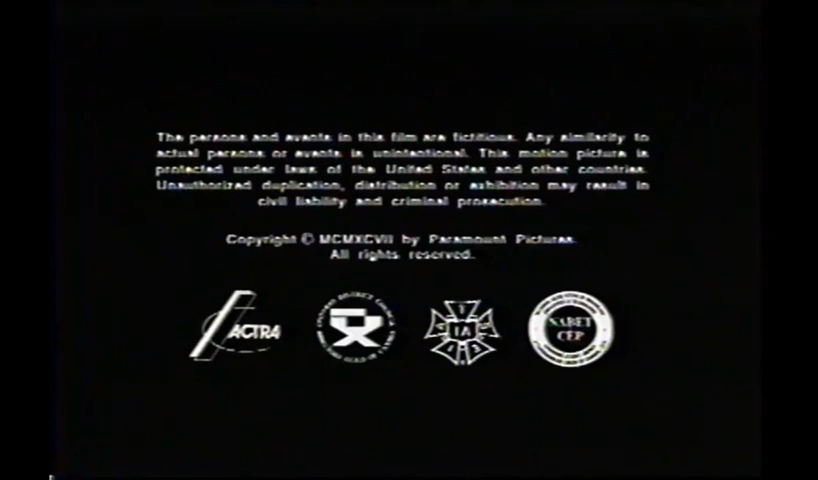 The persons and events in this film are fictitious. Any similarity to
actual persons or events is unintentional. This motion picture is
protected under laws of the United States and other countries.
Unauthorized duplication, distribution or exhibition may result in
civil liability and criminal prosecution.
Copyright © MCMXCVII by Paramount Pictures.
All rights reserved.
ACTRA
IA
NABET
CEP